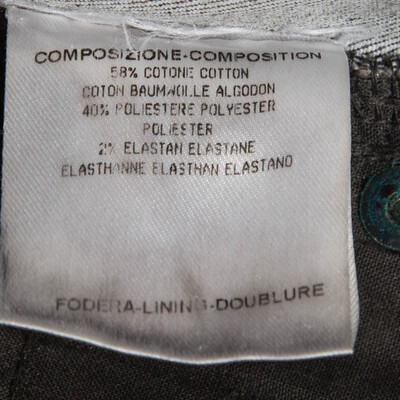 COMPOSIZIONE-COMPOSITION
58% COTONE COTTON
COTON BAUMWOLLE ALGODON
40% POLIESTERE POLYESTER
POLIESTER
2% ELASTAN ELASTANE
ELASTHANNE ELASTHAN ELASTANO
FODERA-LINING-DOUBLURE